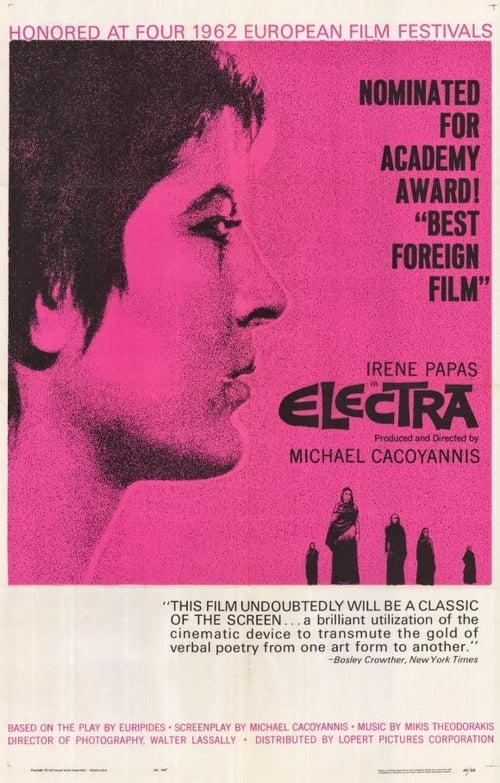 HONORED AT FOUR 1962 EUROPEAN FILM FESTIVALS
NOMINATED
FOR
ACADEMY
AWARD!
“BEST
FOREIGN
FILM”
IRENE PAPAS
in
ELECTRA
Produced and Directed by
MICHAEL CACOYANNIS
“THIS FILM UNDOUBTEDLY WILL BE A CLASSIC
OF THE SCREEN...a brilliant utilization of the
cinematic device to transmute the gold of
verbal poetry from one art form to another.”
–Bosley Crowther, New York Times
BASED ON THE PLAY BY EURIPIDES · SCREENPLAY BY MICHAEL CACOYANNIS · MUSIC BY MIKIS THEODORAKIS
DIRECTOR OF PHOTOGRAPHY, WALTER LASSALLY · DISTRIBUTED BY LOPERT PICTURES CORPORATION